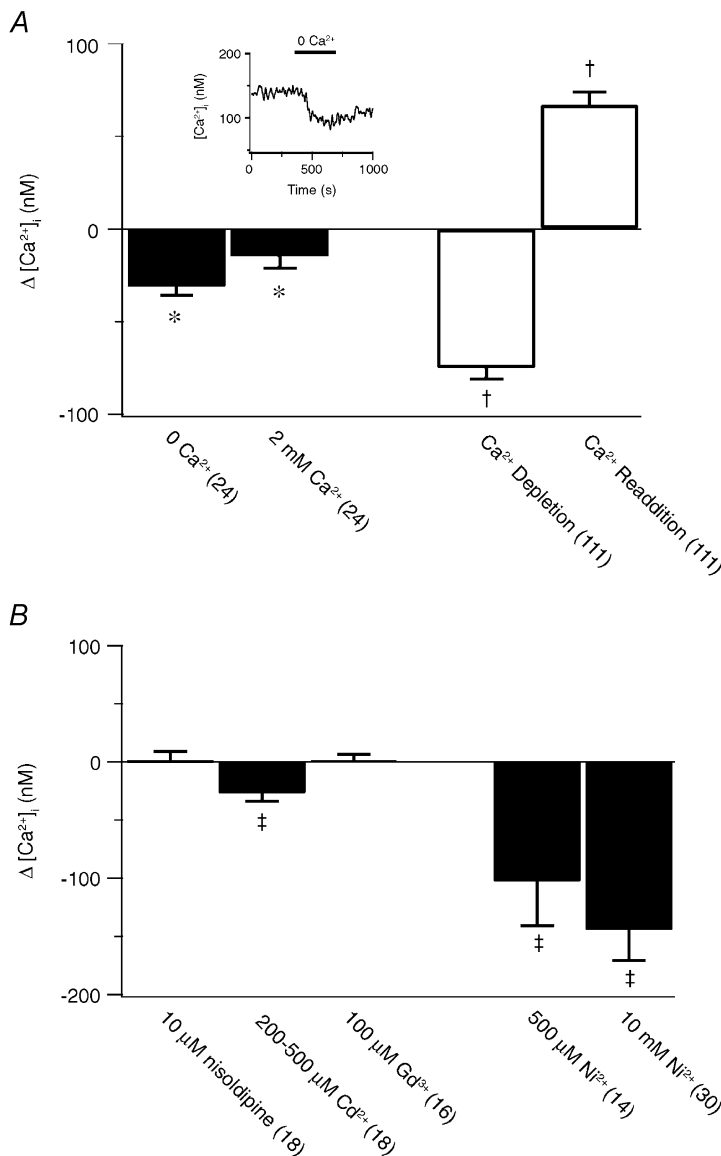 A
100
0
-100
Δ [Ca²⁺]ᵢ (nM)
0 Ca²⁺
200
100
[Ca²⁺]ᵢ (nM)
0 500 1000
Time (s)
†
*
*
†
0 Ca²⁺ (24)
2 mM Ca²⁺ (24)
Ca²⁺ Depletion (111)
Ca²⁺ Readdition (111)
B
100
0
-100
-200
Δ [Ca²⁺]ᵢ (nM)
‡
‡
‡
10 µM nisoldipine (18)
200-500 µM Cd²⁺ (18)
100 µM Gd³⁺ (16)
500 µM Ni²⁺ (14)
10 mM Ni²⁺ (30)